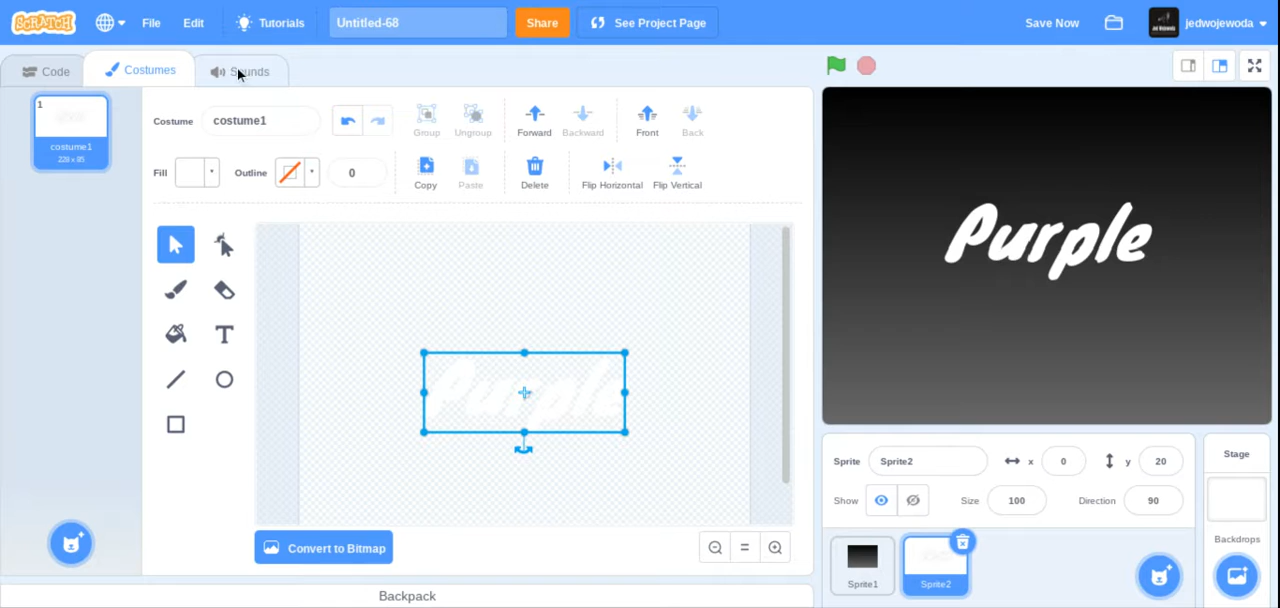 SCRATCH
File
Edit
Tutorials
Untitled-68
Share
See Project Page
Save Now
jedwojewoda
Code
Costumes
Sounds
1
costume1
228 x 85
Costume
costume1
Group
Ungroup
Forward
Backward
Front
Back
Fill
Outline
0
Copy
Paste
Delete
Flip Horizontal
Flip Vertical
T
Purple
Convert to Bitmap
Backpack
Purple
Sprite
Sprite2
x
0
y
20
Show
Size
100
Direction
90
Sprite1
Sprite2
Stage
Backdrops